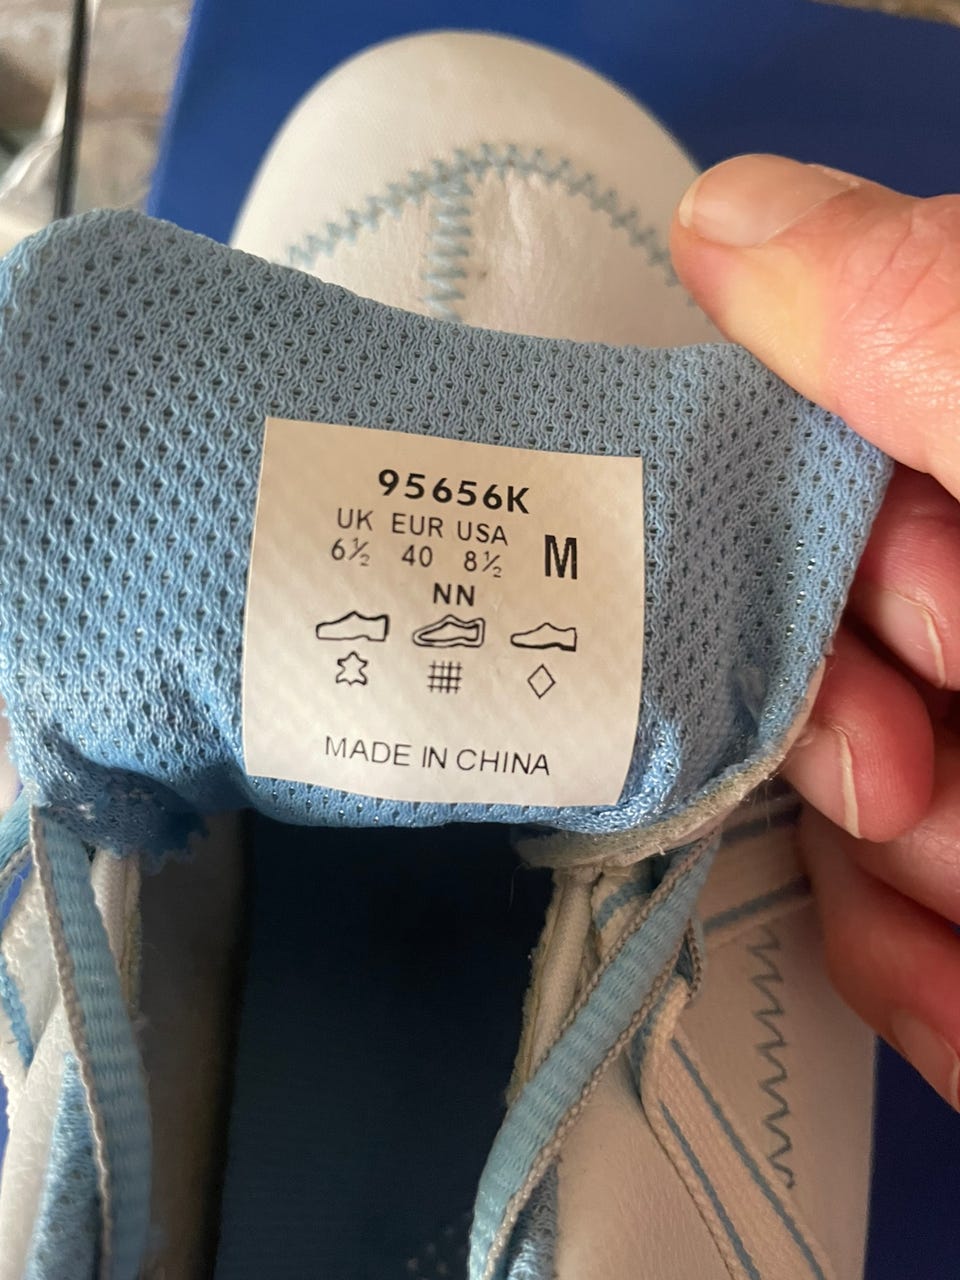 95656K
UK EUR USA
6½ 40 8½ M
NN
MADE IN CHINA